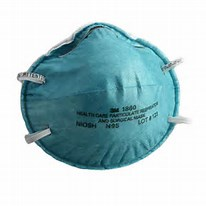 3M 1860
HEALTH CARE PARTICULATE RESPIRATOR
AND SURGICAL MASK
NIOSH N95 LOT #